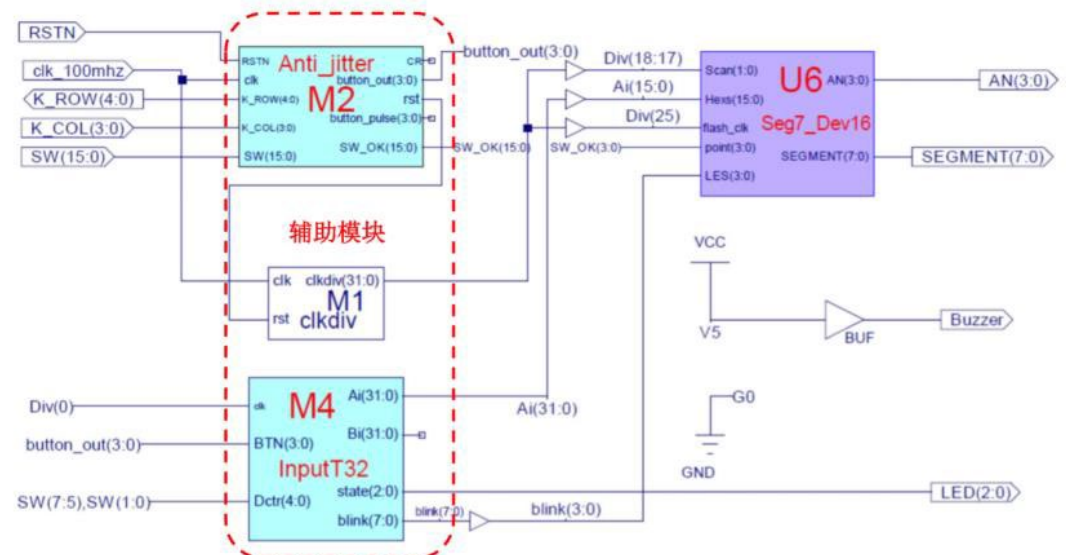 RSTN
clk_100mhz
K_ROW(4:0)
K_COL(3:0)
SW(15:0)
RSTN
clk
K_ROW(4:0)
K_COL(3:0)
SW(15:0)
Anti_jitter
M2
CR
button_out(3:0)
rst
button_pulse(3:0)
SW_OK(15:0)
button_out(3:0)
SW_OK(15:0)
SW_OK(3:0)
Div(18:17)
Ai(15:0)
Div(25)
Scan(1:0)
Hexs(15:0)
flash_clk
point(3:0)
LES(3:0)
U6
Seg7_Dev16
AN(3:0)
SEGMENT(7:0)
AN(3:0)
SEGMENT(7:0)
辅助模块
clk
clkdiv(31:0)
M1
rst
clkdiv
VCC
V5
BUF
Buzzer
G0
GND
Div(0)
button_out(3:0)
SW(7:5),SW(1:0)
clk
BTN(3:0)
Dctr(4:0)
M4
InputT32
Ai(31:0)
Bi(31:0)
state(2:0)
blink(7:0)
Ai(31:0)
blink(7:0)
blink(3:0)
LED(2:0)